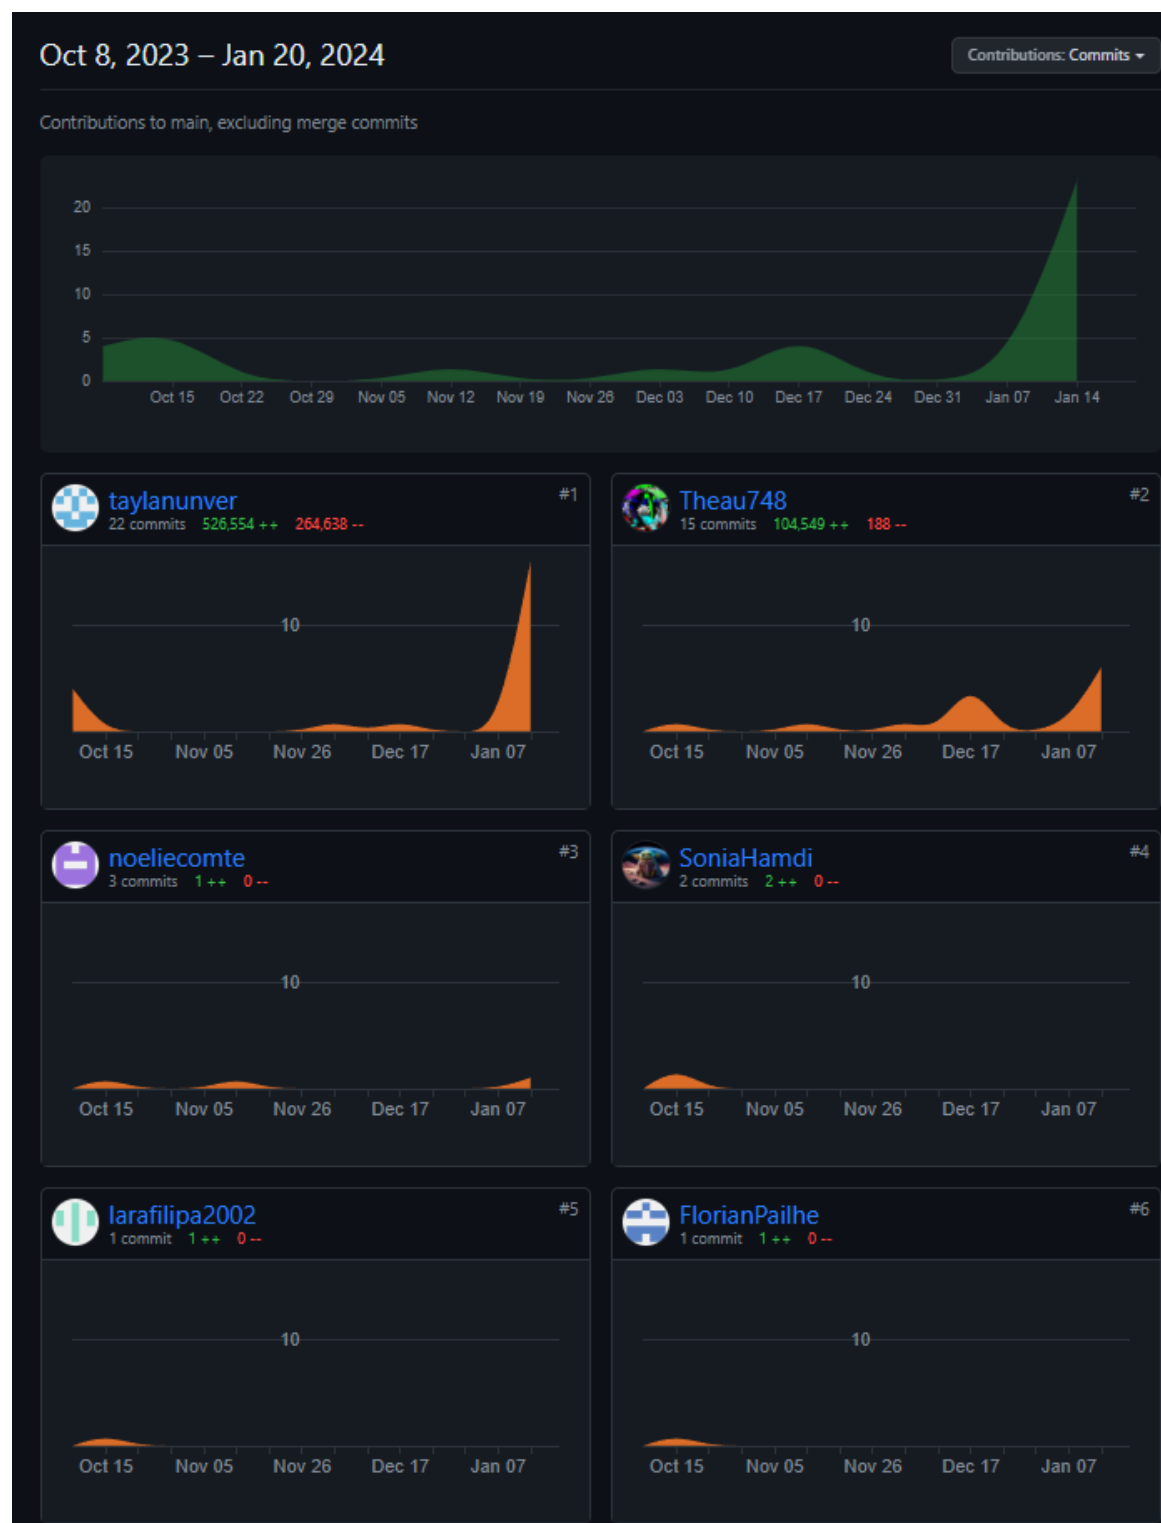 Oct 8, 2023 – Jan 20, 2024
Contributions: Commits
Contributions to main, excluding merge commits
20
15
10
5
0
Oct 15 Oct 22 Oct 29 Nov 05 Nov 12 Nov 19 Nov 26 Dec 03 Dec 10 Dec 17 Dec 24 Dec 31 Jan 07 Jan 14
taylanunver #1
22 commits 526,554 ++ 264,638 --
10
Oct 15 Nov 05 Nov 26 Dec 17 Jan 07
Theau748 #2
15 commits 104,549 ++ 188 --
10
Oct 15 Nov 05 Nov 26 Dec 17 Jan 07
noeliecomte #3
3 commits 1 ++ 0 --
10
Oct 15 Nov 05 Nov 26 Dec 17 Jan 07
SoniaHamdi #4
2 commits 2 ++ 0 --
10
Oct 15 Nov 05 Nov 26 Dec 17 Jan 07
larafilipa2002 #5
1 commit 1 ++ 0 --
10
Oct 15 Nov 05 Nov 26 Dec 17 Jan 07
FlorianPailhe #6
1 commit 1 ++ 0 --
10
Oct 15 Nov 05 Nov 26 Dec 17 Jan 07